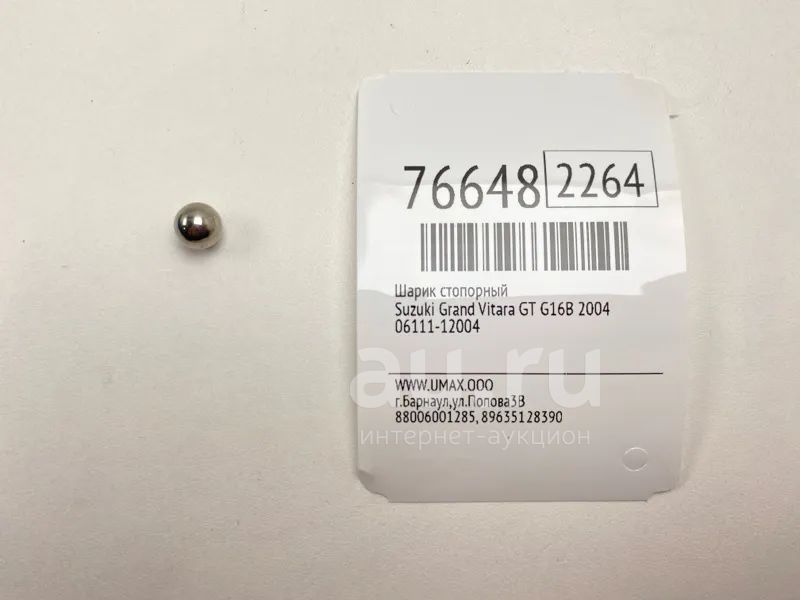 76648 2264
Шарик стопорный
Suzuki Grand Vitara GT G16B 2004
06111-12004
au.ru
WWW.UMAX.OOO
г.Барнаул,ул.Попова3В
88006001285, 89635128390
интернет-аукцион